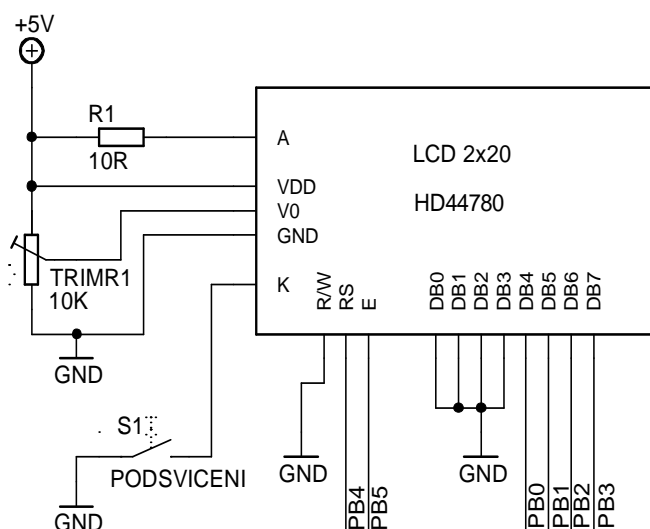 +5V
R1
10R
A
LCD 2x20
VDD
HD44780
V0
GND
TRIMR1
10K
K
R/W
RS
E
DB0
DB1
DB2
DB3
DB4
DB5
DB6
DB7
GND
S1
PODSVICENI
GND
GND
GND
PB4
PB5
PB0
PB1
PB2
PB3